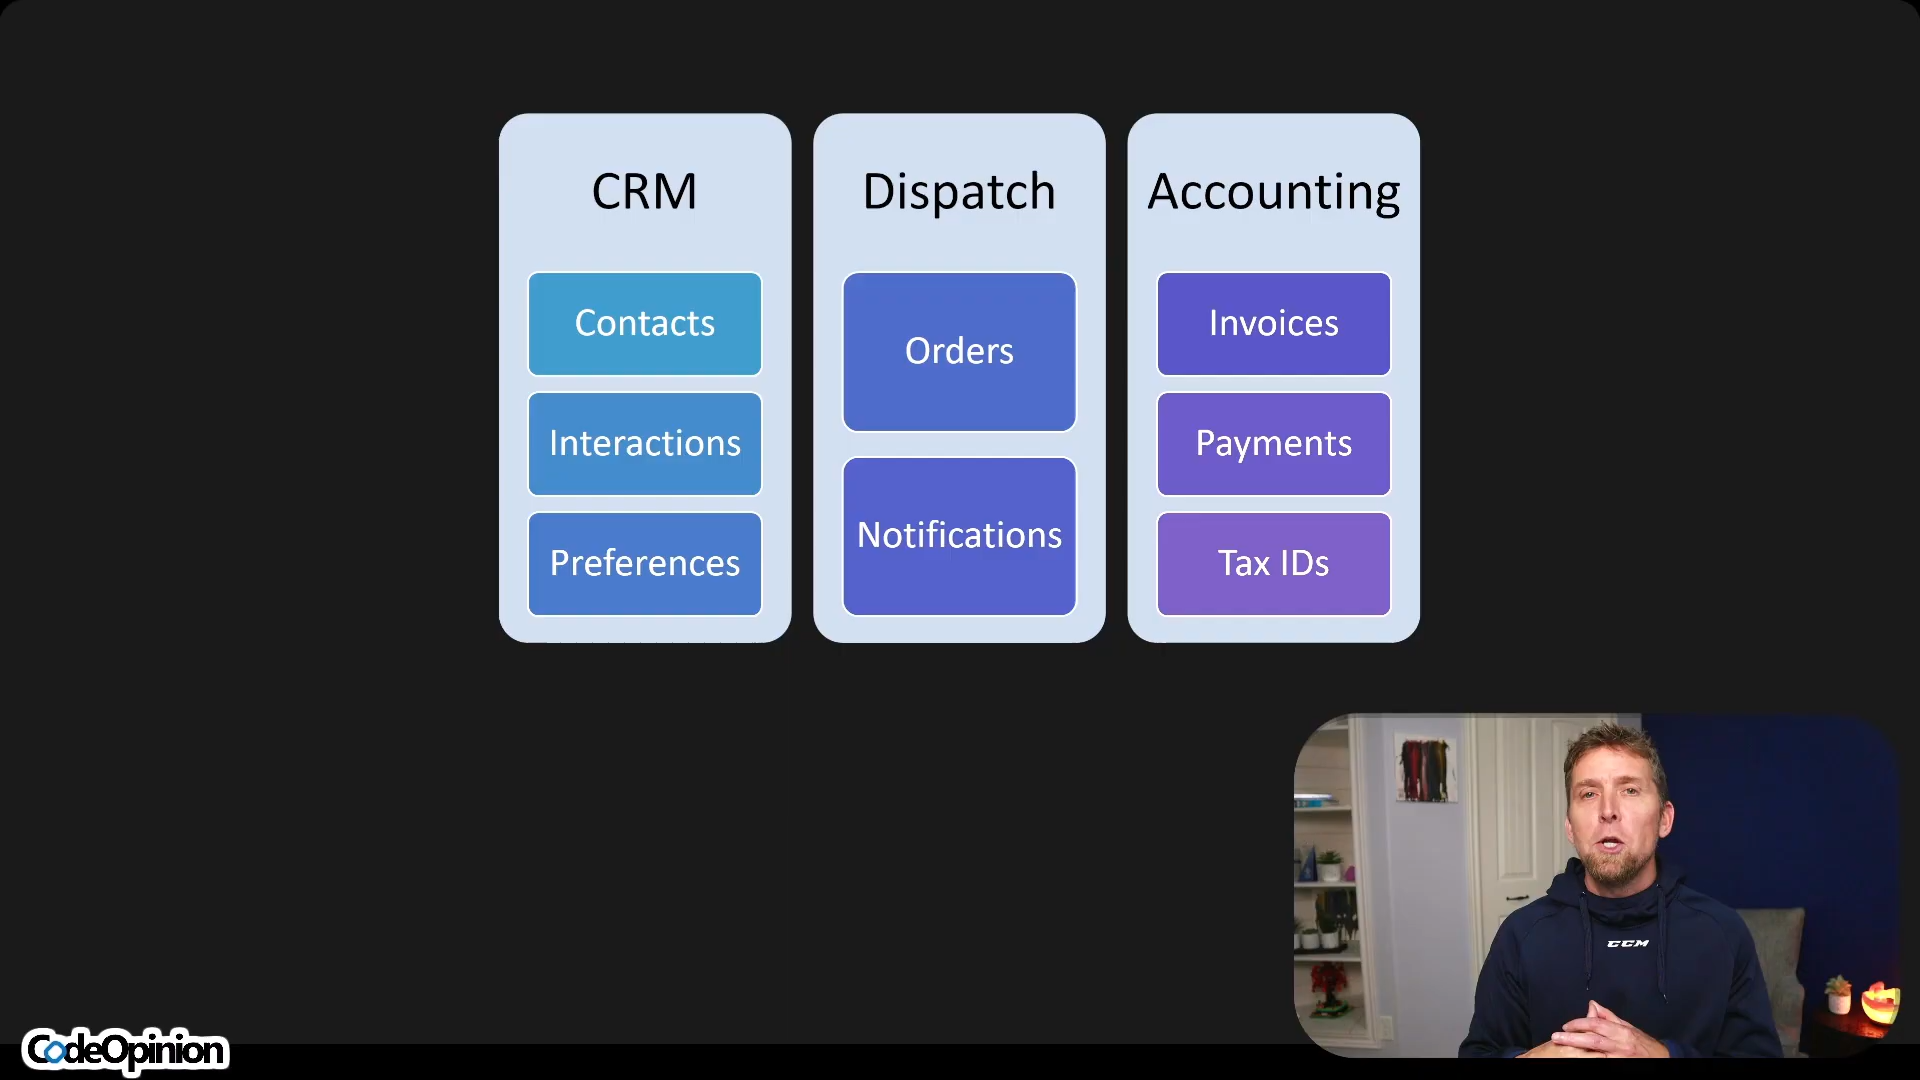 CRM
Contacts
Interactions
Preferences
Dispatch
Orders
Notifications
Accounting
Invoices
Payments
Tax IDs
CCM
CodeOpinion